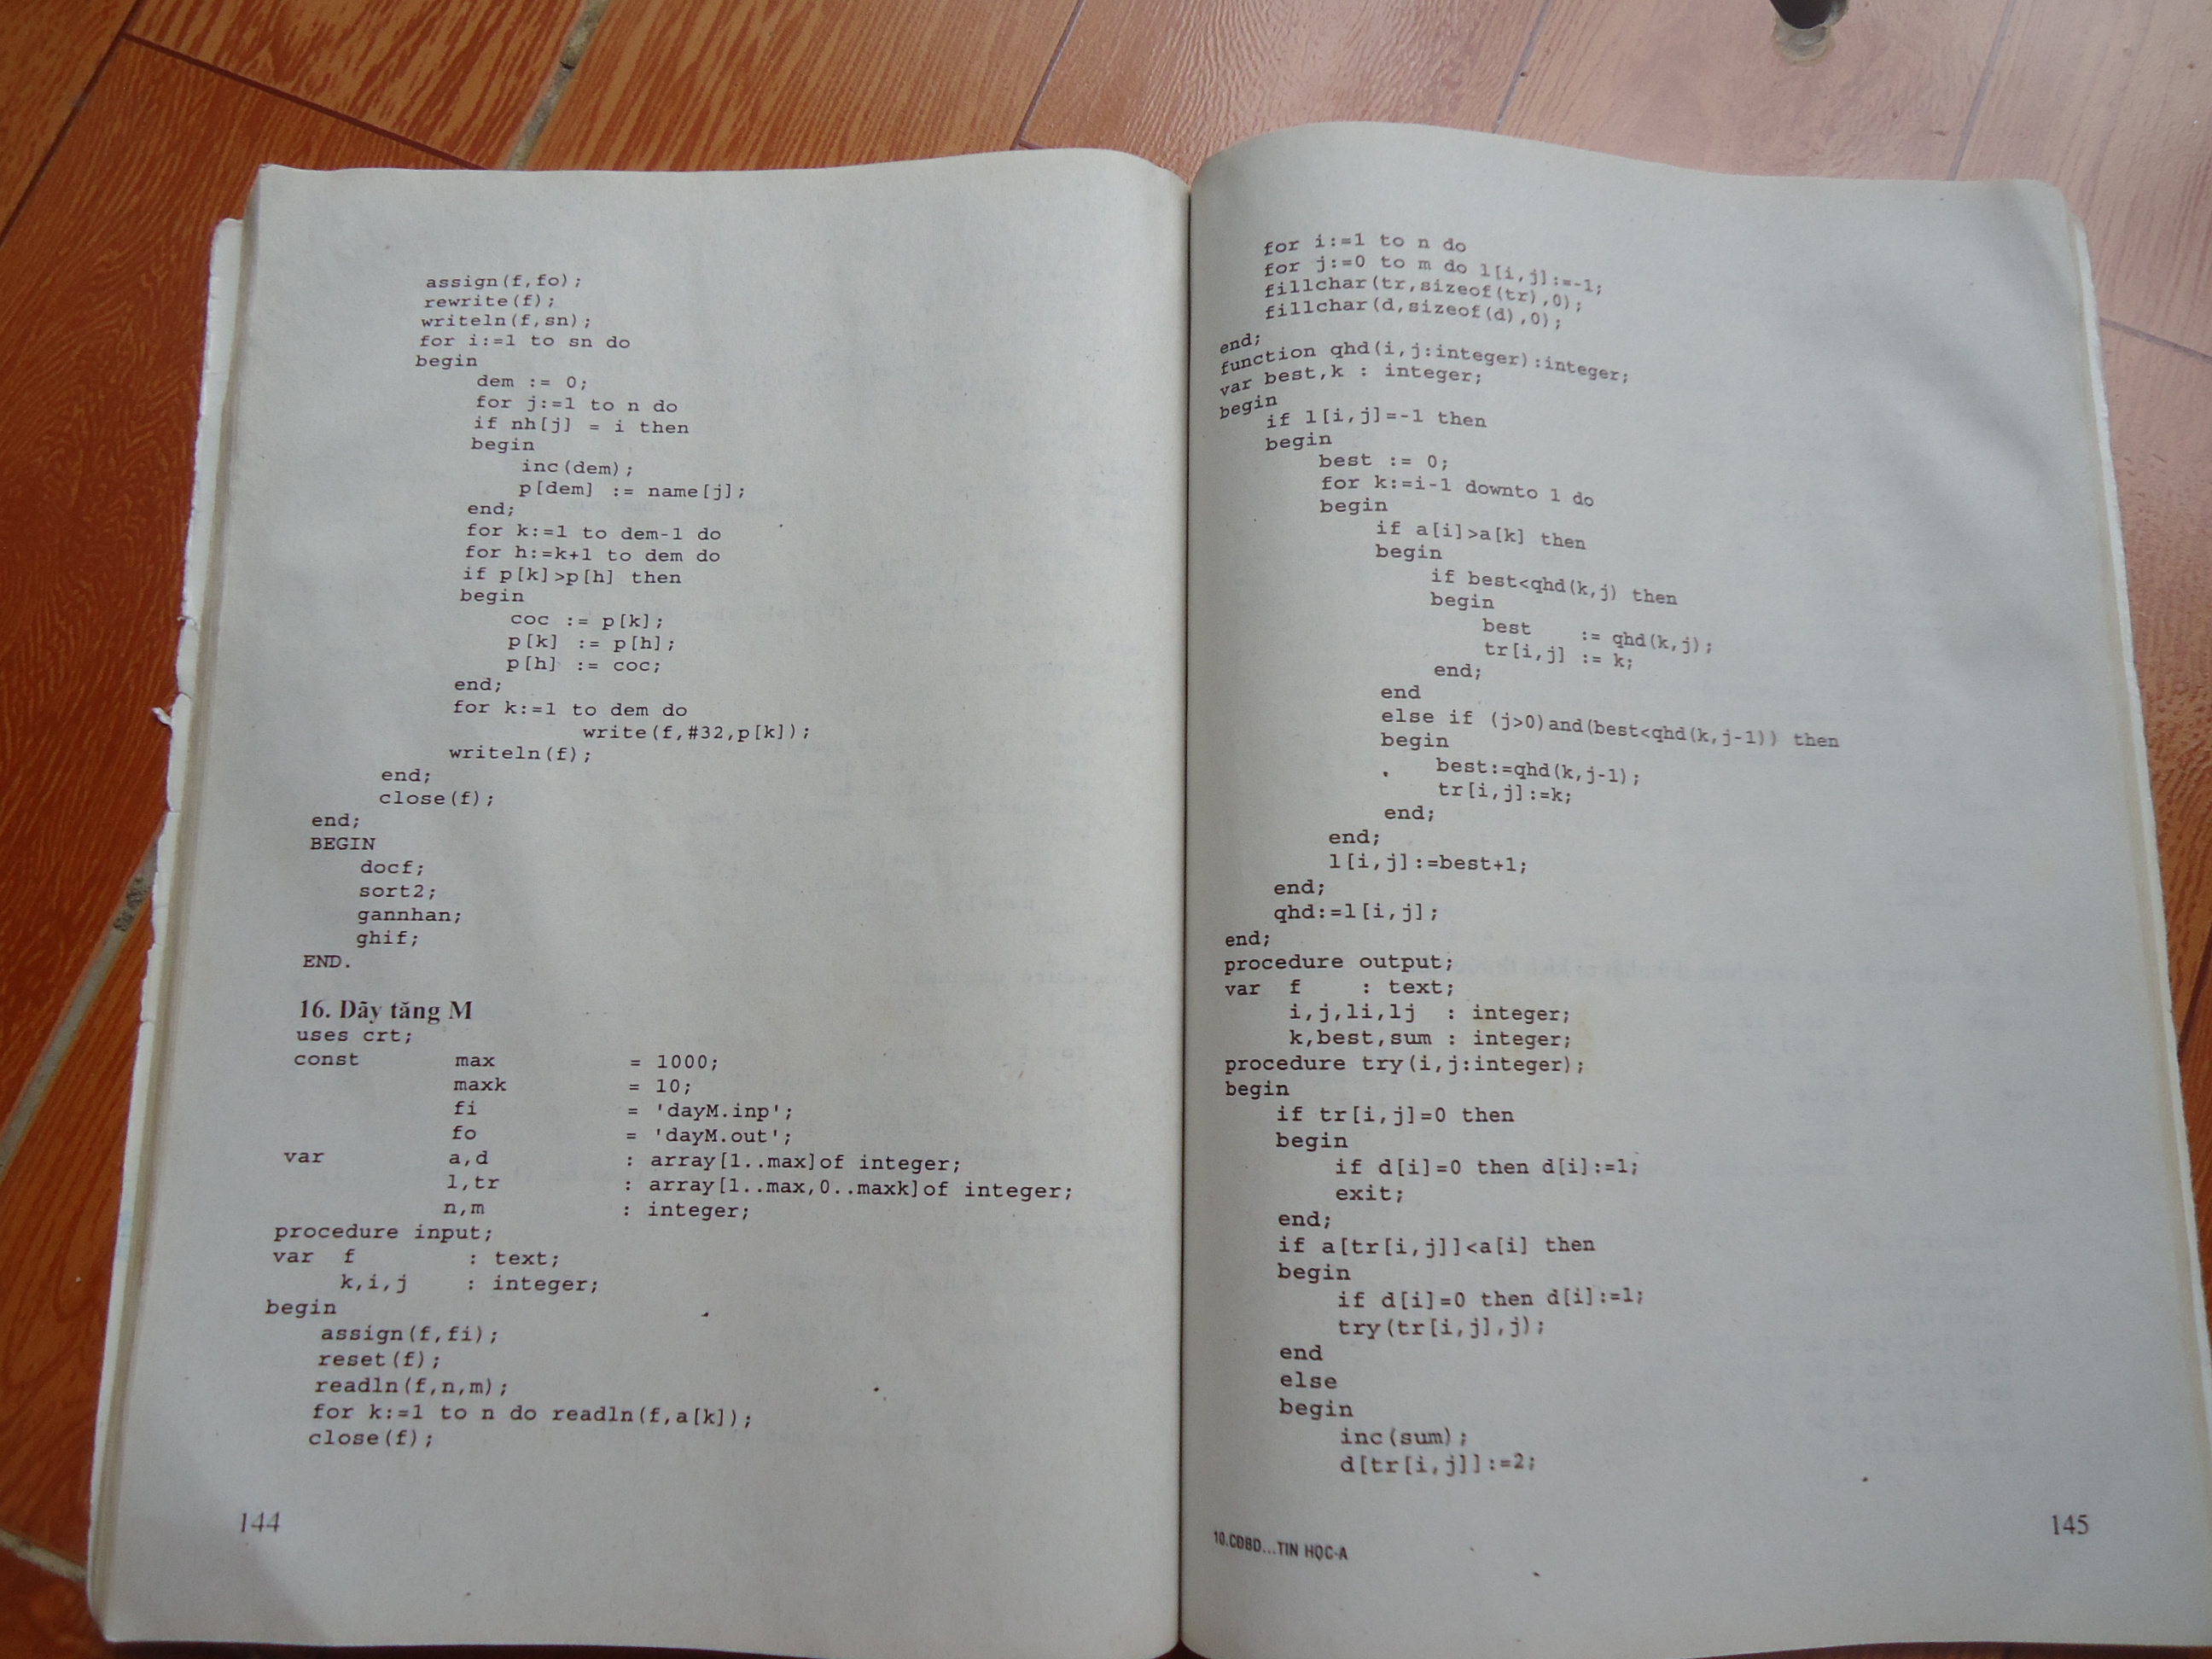 assign(f,fo);
rewrite(f);
writeln(f,sn);
for i:=1 to sn do
begin
dem := 0;
for j:=1 to n do
if nh[j] = i then
begin
inc(dem);
p[dem] := name[j];
end;
for k:=1 to dem-1 do
for h:=k+1 to dem do
if p[k]>p[h] then
begin
coc := p[k];
p[k] := p[h];
p[h] := coc;
end;
for k:=1 to dem do
write(f,#32,p[k]);
writeln(f);
end;
close(f);
end;
BEGIN
docf;
sort2;
gannhan;
ghif;
END.
16. Dãy tăng M
uses crt;
const max = 1000;
maxk = 10;
fi = 'dayM.inp';
fo = 'dayM.out';
var a,d : array[1..max]of integer;
l,tr : array[1..max,0..maxk]of integer;
n,m : integer;
procedure input;
var f : text;
k,i,j : integer;
begin
assign(f,fi);
reset(f);
readln(f,n,m);
for k:=1 to n do readln(f,a[k]);
close(f);
144
for i:=1 to n do
for j:=0 to m do l[i,j]:=-1;
fillchar(tr,sizeof(tr),0);
fillchar(d,sizeof(d),0);
end;
function qhd(i,j:integer):integer;
var best,k : integer;
begin
if l[i,j]=-1 then
begin
best := 0;
for k:=i-1 downto 1 do
begin
if a[i]>a[k] then
begin
if best<qhd(k,j) then
begin
best := qhd(k,j);
tr[i,j] := k;
end;
end
else if (j>0)and(best<qhd(k,j-1)) then
begin
best:=qhd(k,j-1);
tr[i,j]:=k;
end;
end;
l[i,j]:=best+1;
end;
qhd:=l[i,j];
end;
procedure output;
var f : text;
i,j,li,lj : integer;
k,best,sum : integer;
procedure try(i,j:integer);
begin
if tr[i,j]=0 then
begin
if d[i]=0 then d[i]:=1;
exit;
end;
if a[tr[i,j]]<a[i] then
begin
if d[i]=0 then d[i]:=1;
try(tr[i,j],j);
end
else
begin
inc(sum);
d[tr[i,j]]:=2;
10.CĐBD...TIN HỌC-A
145